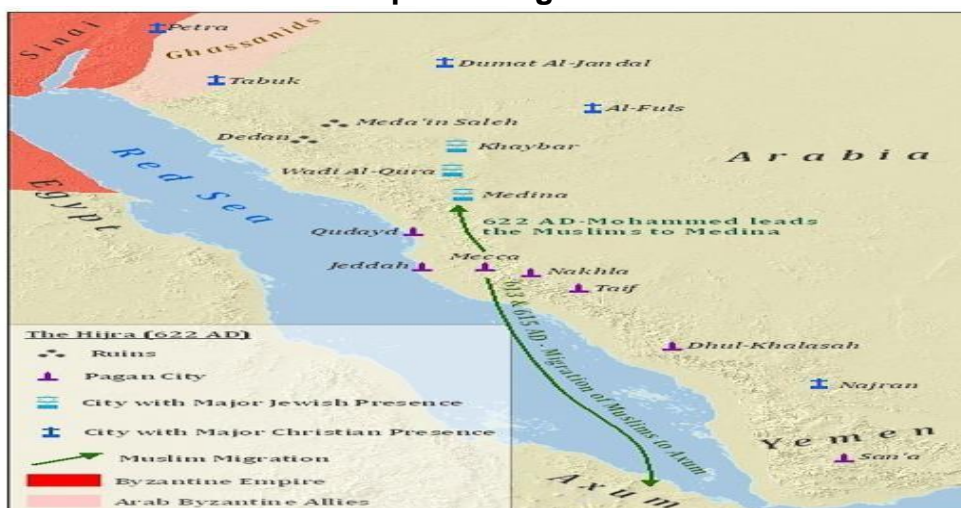 Sinai
Petra
Ghassanids
Tabuk
Dumat Al-Jandal
Al-Fuls
Meda'in Saleh
Dedan
Khaybar
Arabia
Wadi Al-Qura
Red Sea
Egypt
Medina
622 AD-Mohammed leads
the Muslims to Medina
Qudayd
Jeddah
Mecca
Nakhla
Taif
613 & 615 AD - Migration of Muslims to Axum
Dhul-Khalasah
Najran
Yemen
San'a
Axum
The Hijra (622 AD)
Ruins
Pagan City
City with Major Jewish Presence
City with Major Christian Presence
Muslim Migration
Byzantine Empire
Arab Byzantine Allies